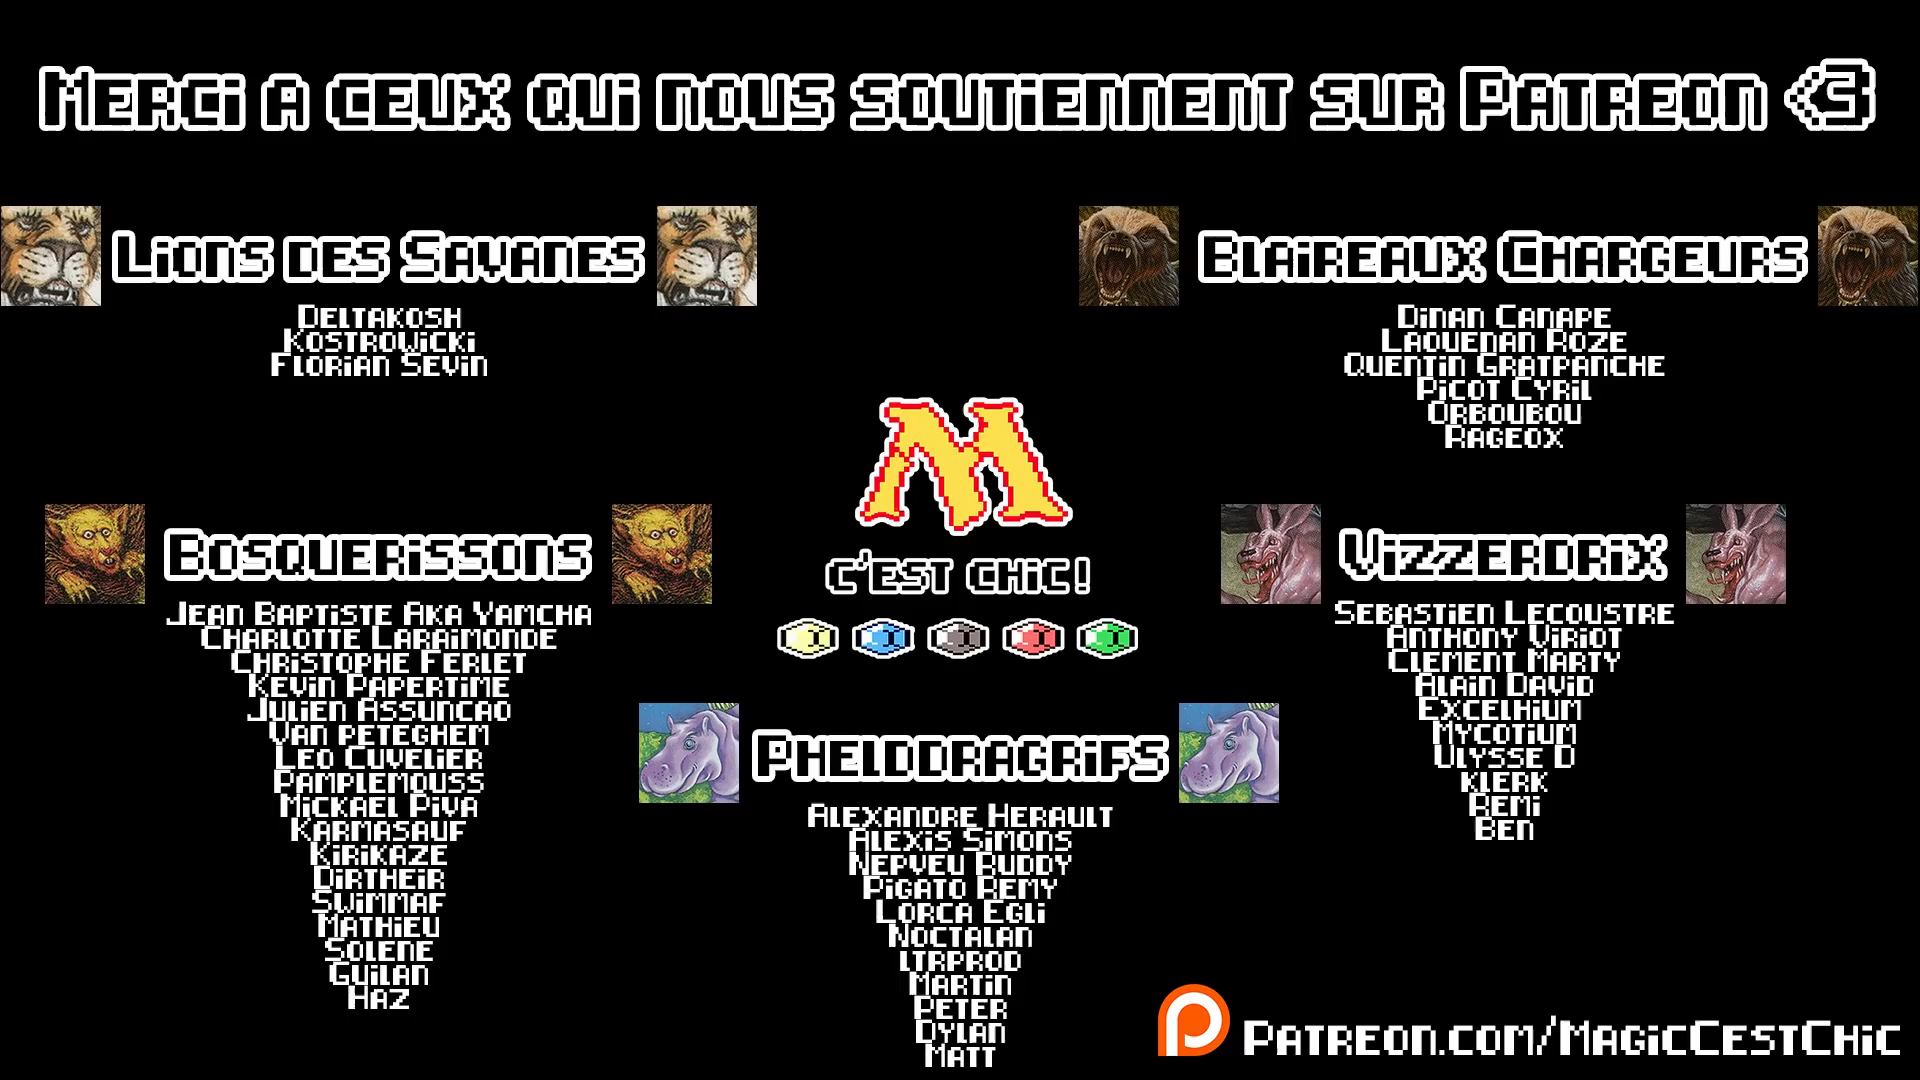 Merci a ceux qui nous soutiennent sur Patreon <3
Lions des Savanes
Deltakosh
Kostrowicki
Florian Sevin
Blaireaux Chargeurs
Dinan Canape
Laouenan Roze
Quentin Gratpanche
Picot Cyril
Orboubou
Rageox
M
c'est chic!
Bosquerissons
Jean Baptiste Aka Yamcha
Charlotte Laraimonde
Christophe Ferlet
Kevin Papertime
Julien Assuncao
Van peteghem
Leo Cuvelier
Pamplemouss
Mickael Piva
Karmasauf
Kirikaze
Dirtheir
Swimmaf
Mathieu
Solene
Guilan
Haz
Vizzerdrix
Sebastien Lecoustre
Anthony Viriot
Clement Marty
Alain David
Excelhium
Mycotium
Ulysse D
Klerk
Remi
Ben
Phelddragrifs
Alexandre Herault
Alexis Simons
Nepveu Ruddy
Pigato Remy
Lorca Egli
Noctalan
ltrprod
Martin
Peter
Dylan
Matt
Patreon.com/MagicCestChic